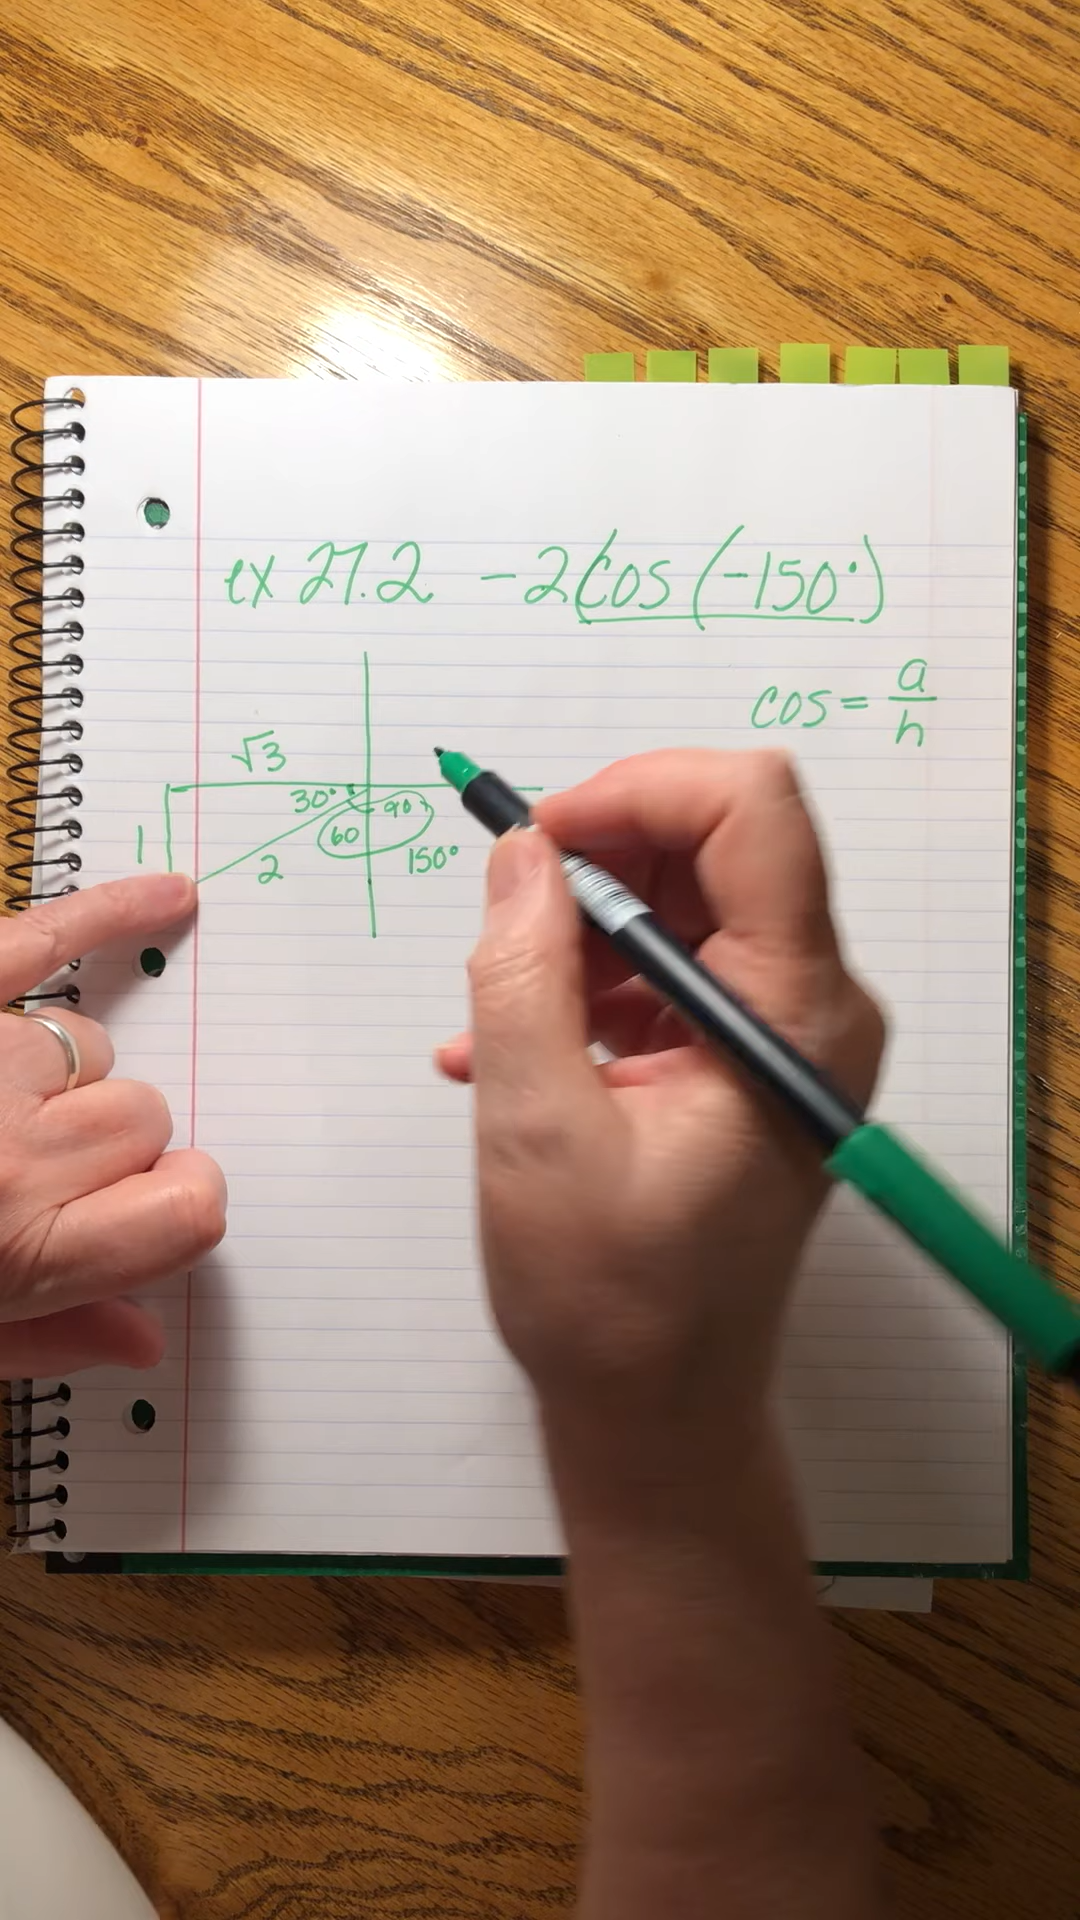 ex 27.2 -2cos(-150°)
cos = a/h
√3
30° 90
1 60
2 150°